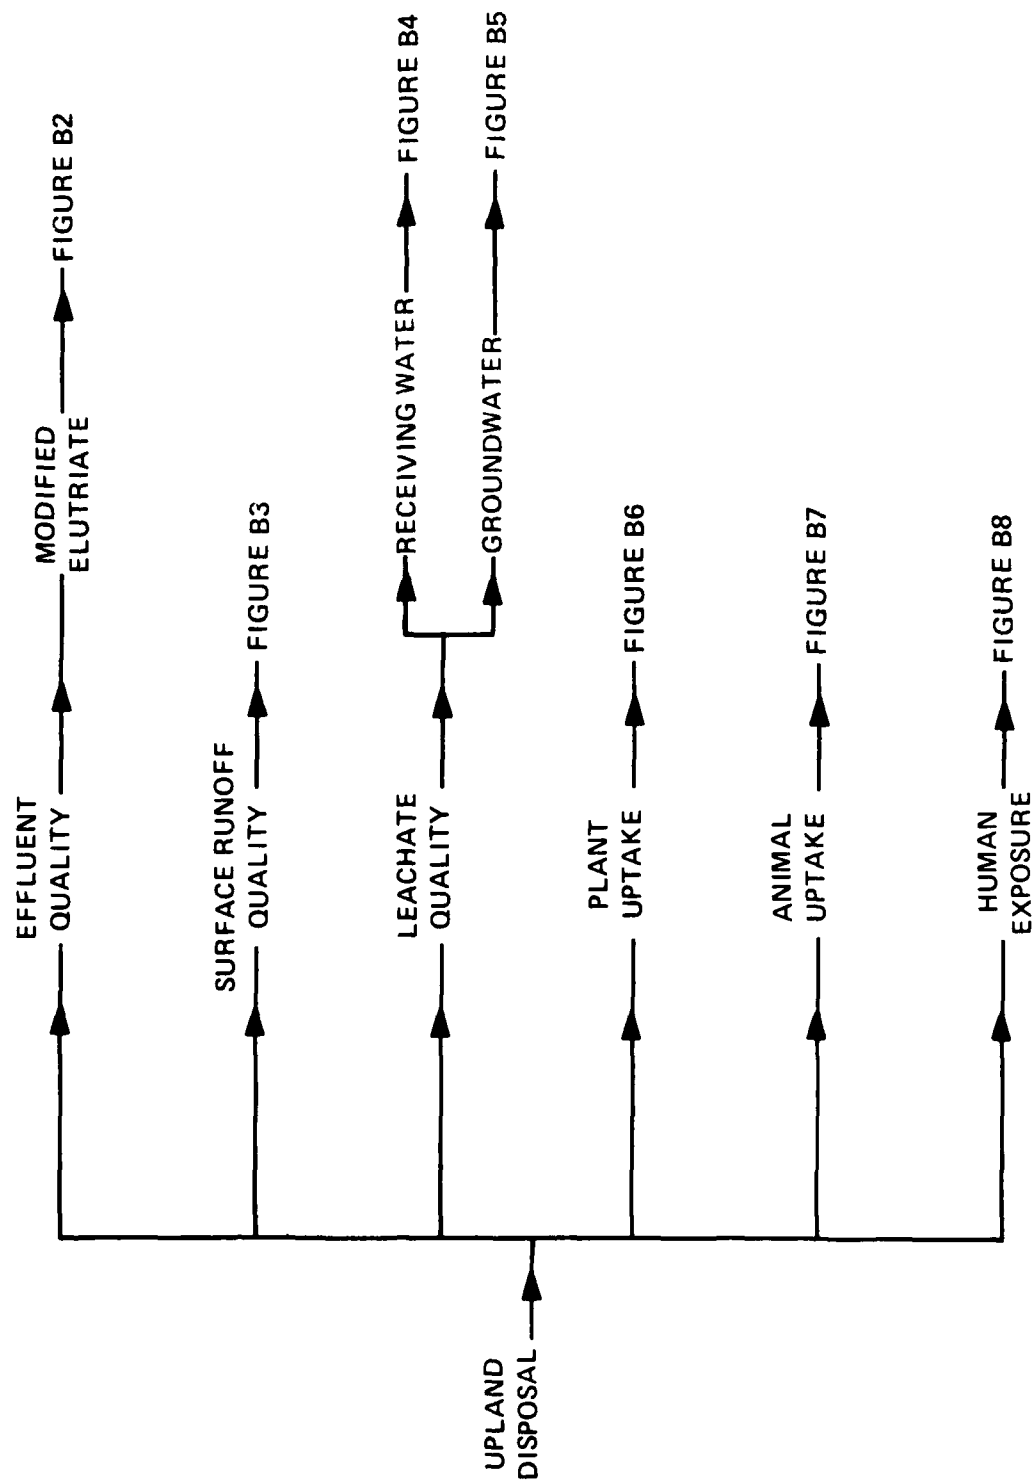 UPLAND
DISPOSAL
EFFLUENT
QUALITY
MODIFIED
ELUTRIATE
FIGURE B2
SURFACE RUNOFF
QUALITY
FIGURE B3
LEACHATE
QUALITY
RECEIVING WATER
FIGURE B4
GROUNDWATER
FIGURE B5
PLANT
UPTAKE
FIGURE B6
ANIMAL
UPTAKE
FIGURE B7
HUMAN
EXPOSURE
FIGURE B8